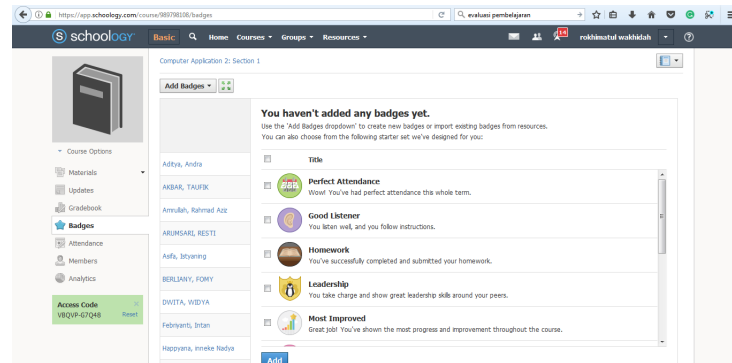 https://app.schoology.com/course/989798108/badges
evaluasi pembelajaran
S schoology Basic Home Courses Groups Resources 14 rokhimatul wakhidah
Computer Application 2: Section 1
Add Badges
You haven't added any badges yet.
Use the 'Add Badges dropdown' to create new badges or import existing badges from resources.
You can also choose from the following starter set we've designed for you:
Title
Perfect Attendance
Wow! You've had perfect attendance this whole term.
Good Listener
You listen well, and you follow instructions.
Homework
You've successfully completed and submitted your homework.
Leadership
You take charge and show great leadership skills around your peers.
Most Improved
Great job! You've shown the most progress and improvement throughout the course.
Add
Course Options
Materials
Updates
Gradebook
Badges
Attendance
Members
Analytics
Access Code
VBQVP-G7Q48 Reset
Aditya, Andra
AKBAR, TAUFIK
Amrullah, Rahmad Aziz
ARUMSARI, RESTI
Asifa, Istyaning
BERLIANY, FOMY
DWITA, WIDYA
Febriyanti, Intan
Happyana, inneke Nadya